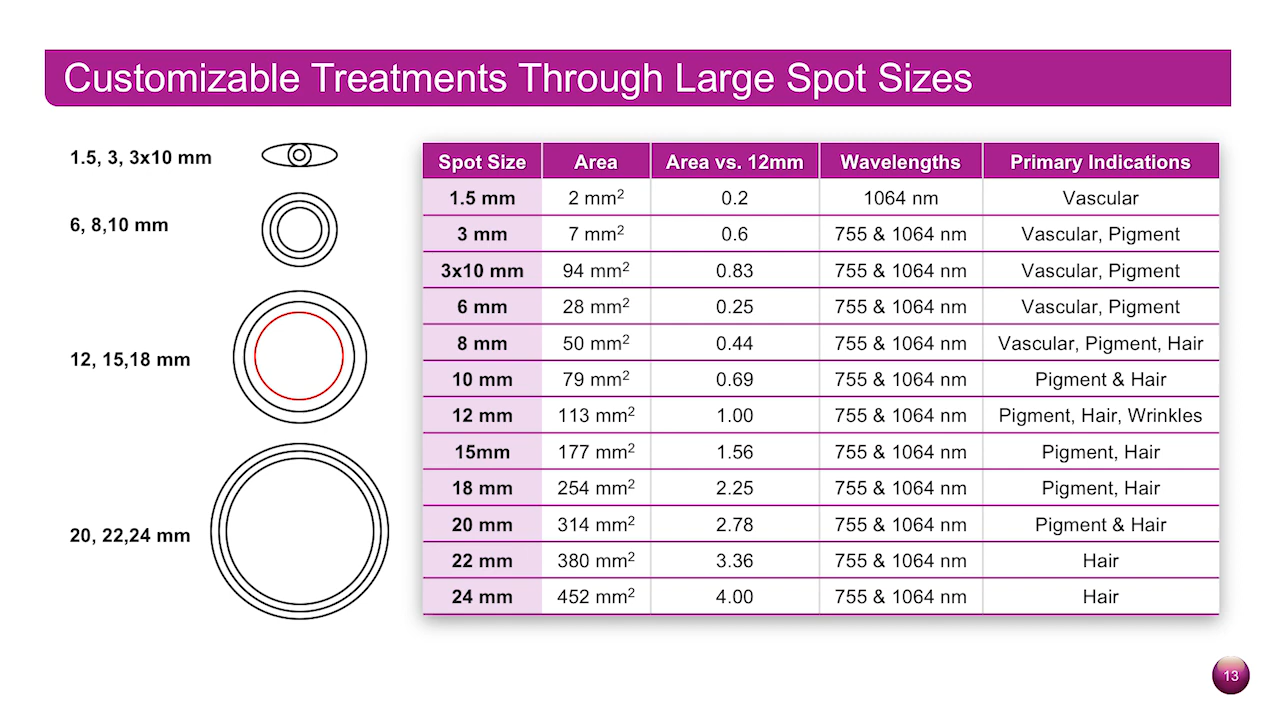 Customizable Treatments Through Large Spot Sizes
1.5, 3, 3x10 mm
6, 8,10 mm
12, 15,18 mm
20, 22,24 mm
Spot Size Area Area vs. 12mm Wavelengths Primary Indications
1.5 mm 2 mm² 0.2 1064 nm Vascular
3 mm 7 mm² 0.6 755 & 1064 nm Vascular, Pigment
3x10 mm 94 mm² 0.83 755 & 1064 nm Vascular, Pigment
6 mm 28 mm² 0.25 755 & 1064 nm Vascular, Pigment
8 mm 50 mm² 0.44 755 & 1064 nm Vascular, Pigment, Hair
10 mm 79 mm² 0.69 755 & 1064 nm Pigment & Hair
12 mm 113 mm² 1.00 755 & 1064 nm Pigment, Hair, Wrinkles
15mm 177 mm² 1.56 755 & 1064 nm Pigment, Hair
18 mm 254 mm² 2.25 755 & 1064 nm Pigment, Hair
20 mm 314 mm² 2.78 755 & 1064 nm Pigment & Hair
22 mm 380 mm² 3.36 755 & 1064 nm Hair
24 mm 452 mm² 4.00 755 & 1064 nm Hair
13